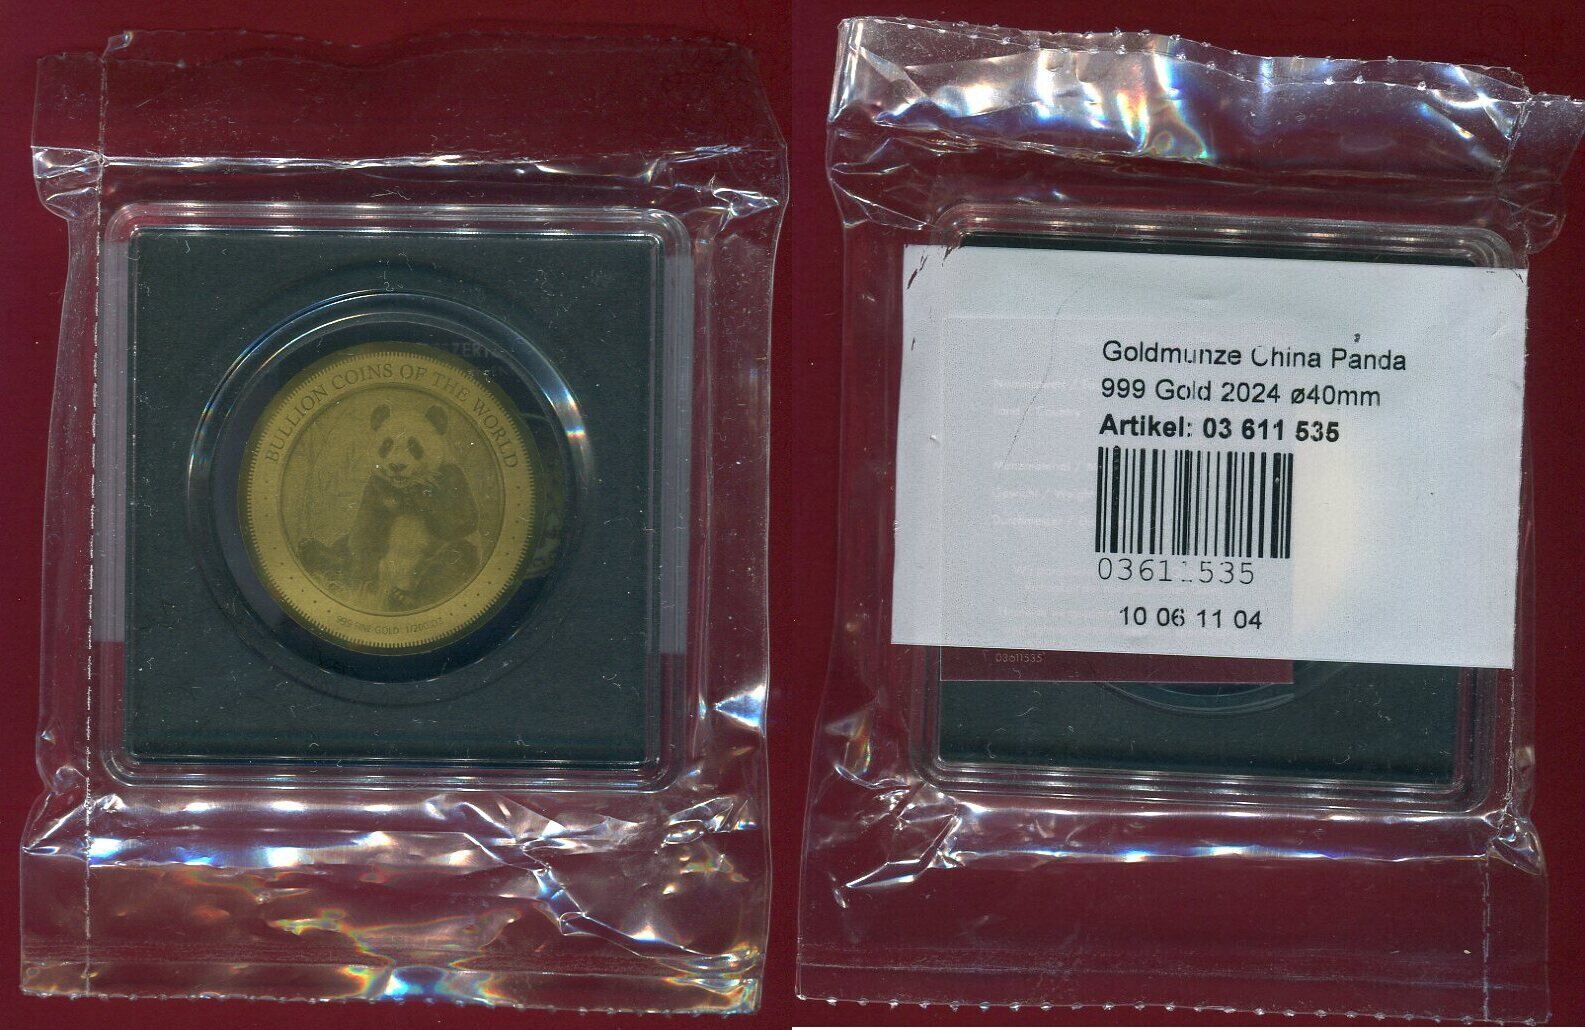 BULLION COINS OF THE WORLD
999 FINE GOLD
Goldmunze China Panda
999 Gold 2024 ø40mm
Artikel: 03 611 535
03611535
10 06 11 04
03611535